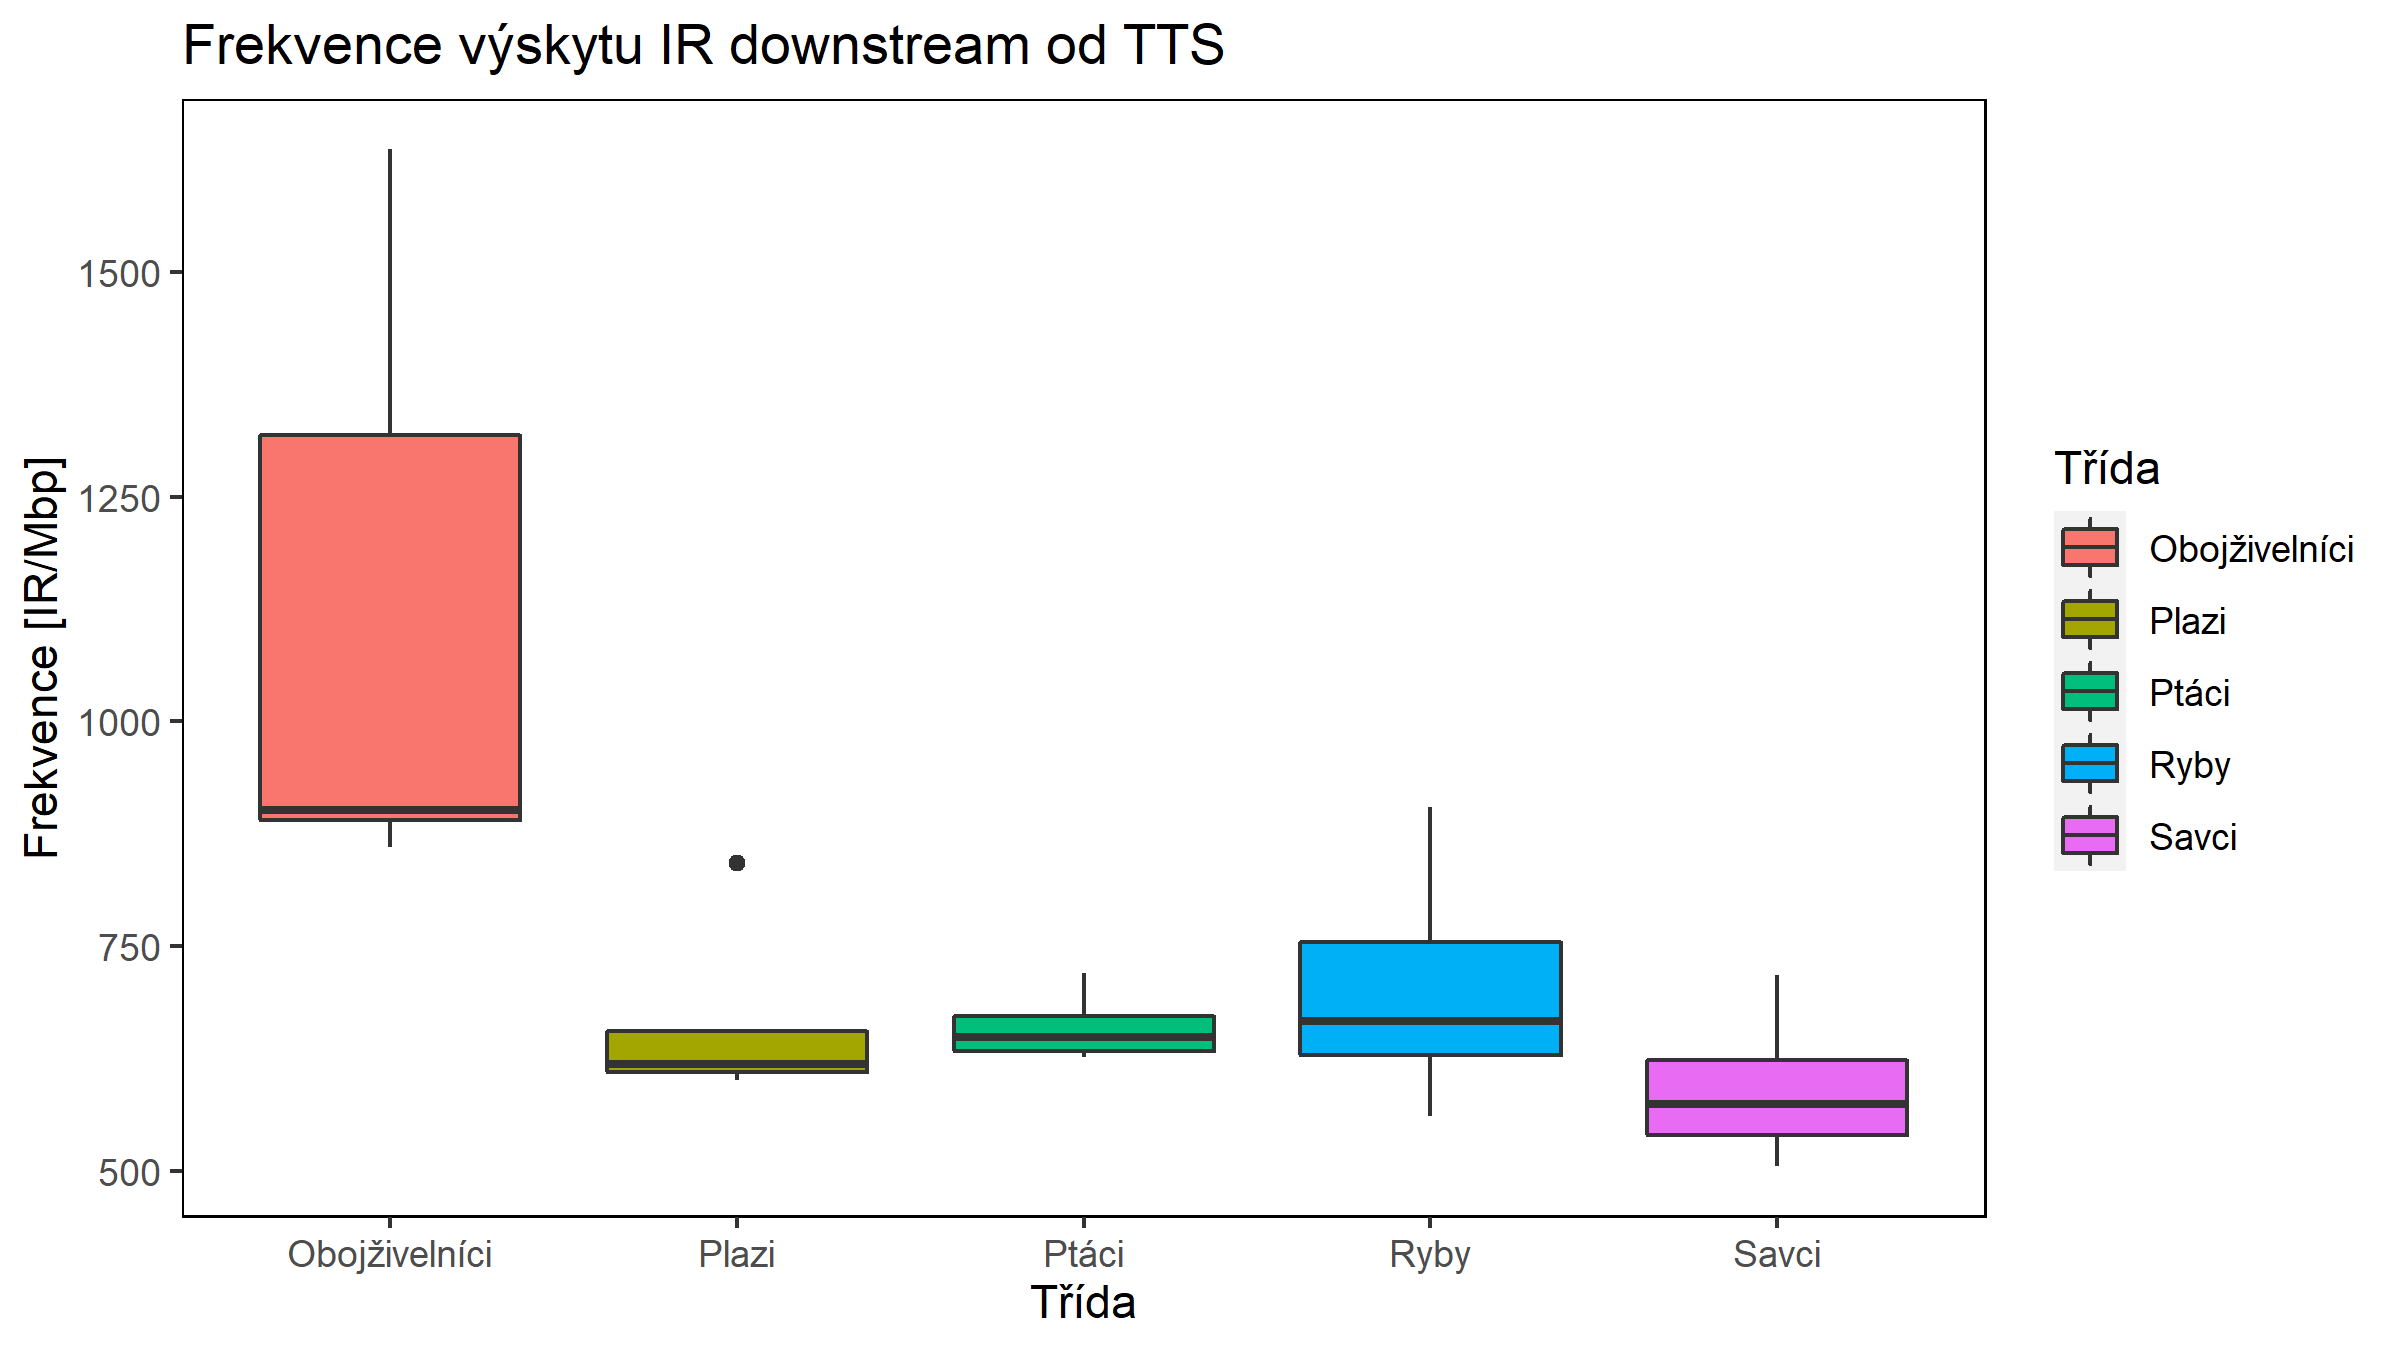 Frekvence výskytu IR downstream od TTS
Frekvence [IR/Mbp]
1500
1250
1000
750
500
Obojživelníci
Plazi
Ptáci
Ryby
Savci
Třída
Třída
Obojživelníci
Plazi
Ptáci
Ryby
Savci